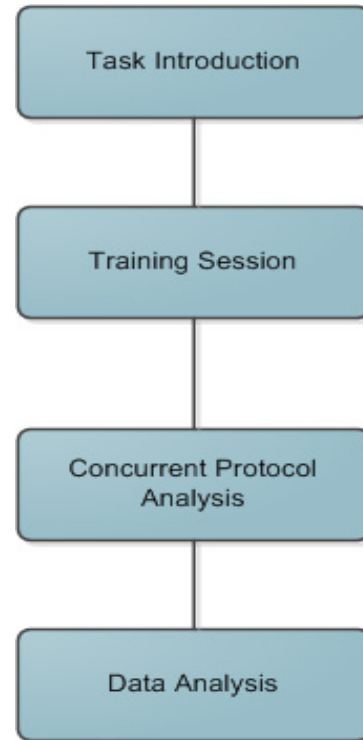 Task Introduction
Training Session
Concurrent Protocol
Analysis
Data Analysis